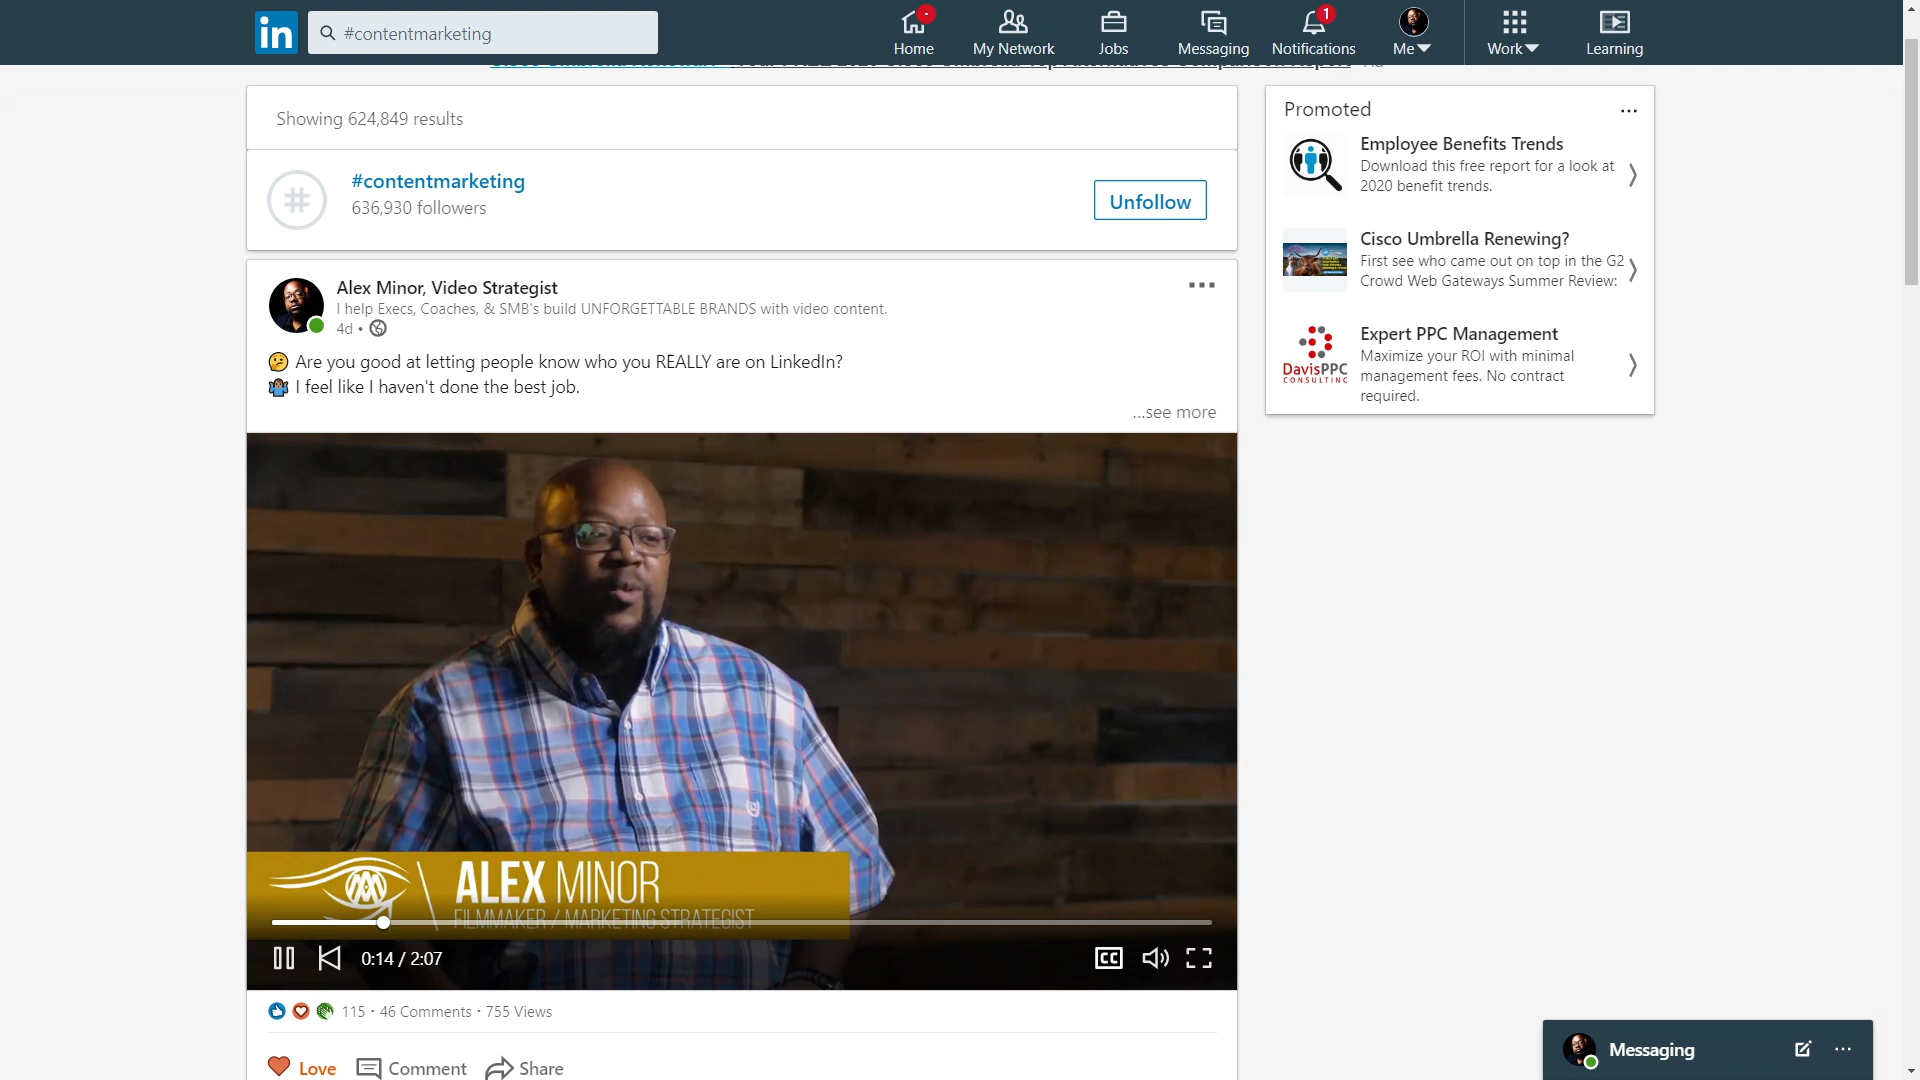 in
#contentmarketing
Home
My Network
Jobs
Messaging
1
Notifications
Me
Work
Learning
Showing 624,849 results
#
#contentmarketing
636,930 followers
Unfollow
Alex Minor, Video Strategist
I help Execs, Coaches, & SMB's build UNFORGETTABLE BRANDS with video content.
4d •
🤔 Are you good at letting people know who you REALLY are on LinkedIn?
🤷🏾‍♂️ I feel like I haven't done the best job.
...see more
ALEX MINOR
FILMMAKER / MARKETING STRATEGIST
0:14 / 2:07
CC
115 · 46 Comments · 755 Views
Love
Comment
Share
Promoted
Employee Benefits Trends
Download this free report for a look at
2020 benefit trends.
Cisco Umbrella Renewing?
First see who came out on top in the G2
Crowd Web Gateways Summer Review:
DavisPPC
CONSULTING
Expert PPC Management
Maximize your ROI with minimal
management fees. No contract
required.
Messaging